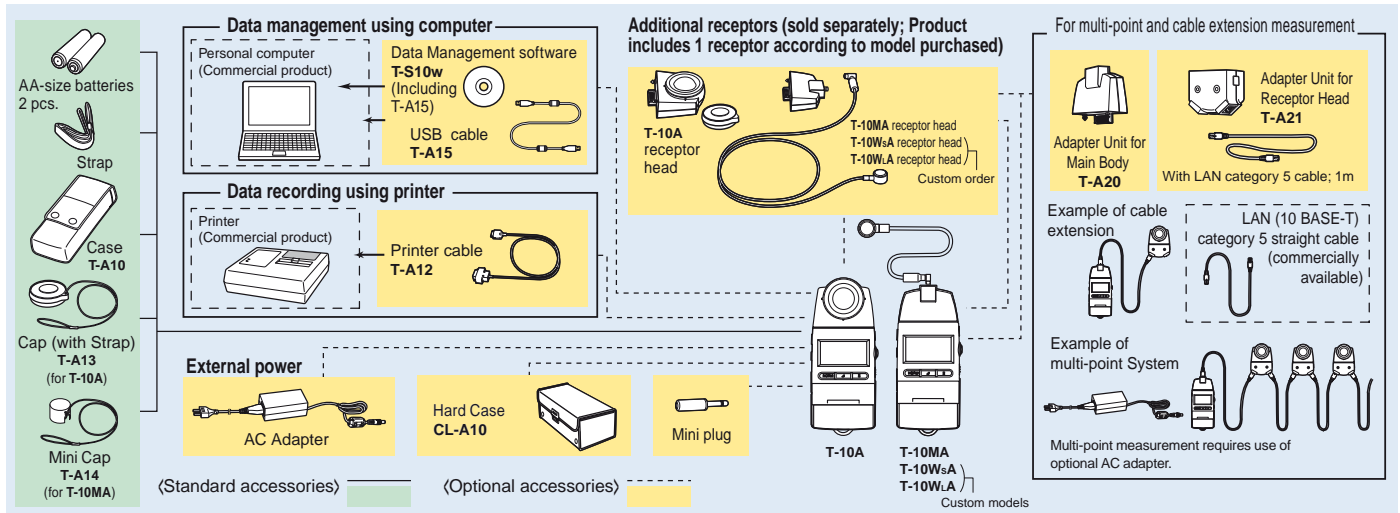 AA-size batteries
2 pcs.
Strap
Case
T-A10
Cap (with Strap)
T-A13
(for T-10A)
Mini Cap
T-A14
(for T-10MA)
Data management using computer
Personal computer
(Commercial product)
Data Management software
T-S10w
(Including
T-A15)
USB cable
T-A15
Data recording using printer
Printer
(Commercial product)
Printer cable
T-A12
External power
AC Adapter
Hard Case
CL-A10
Mini plug
〈Standard accessories〉
〈Optional accessories〉
Additional receptors (sold separately; Product
includes 1 receptor according to model purchased)
T-10A
receptor
head
T-10MA receptor head
T-10WsA receptor head
T-10WLA receptor head
Custom order
T-10A
T-10MA
T-10WsA
T-10WLA
Custom models
For multi-point and cable extension measurement
Adapter Unit for
Main Body
T-A20
Adapter Unit for
Receptor Head
T-A21
With LAN category 5 cable; 1m
Example of cable
extension
LAN (10 BASE-T)
category 5 straight cable
(commercially
available)
Example of
multi-point System
Multi-point measurement requires use of
optional AC adapter.